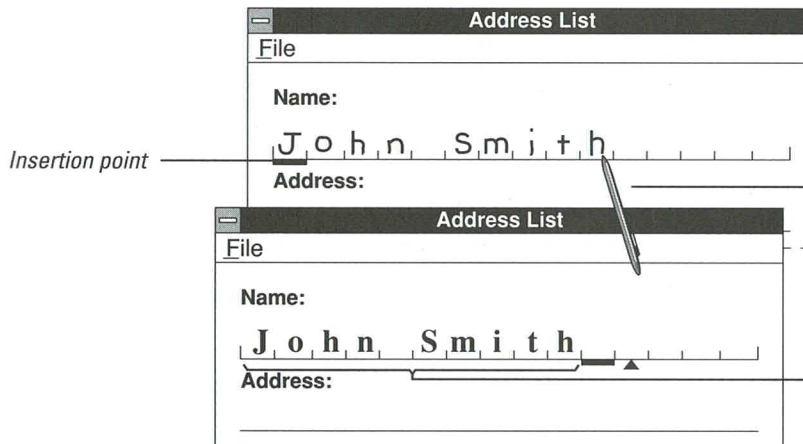 Address List
File
Name:
John Smith
Insertion point
Address:
Address List
File
Name:
John Smith
Address: